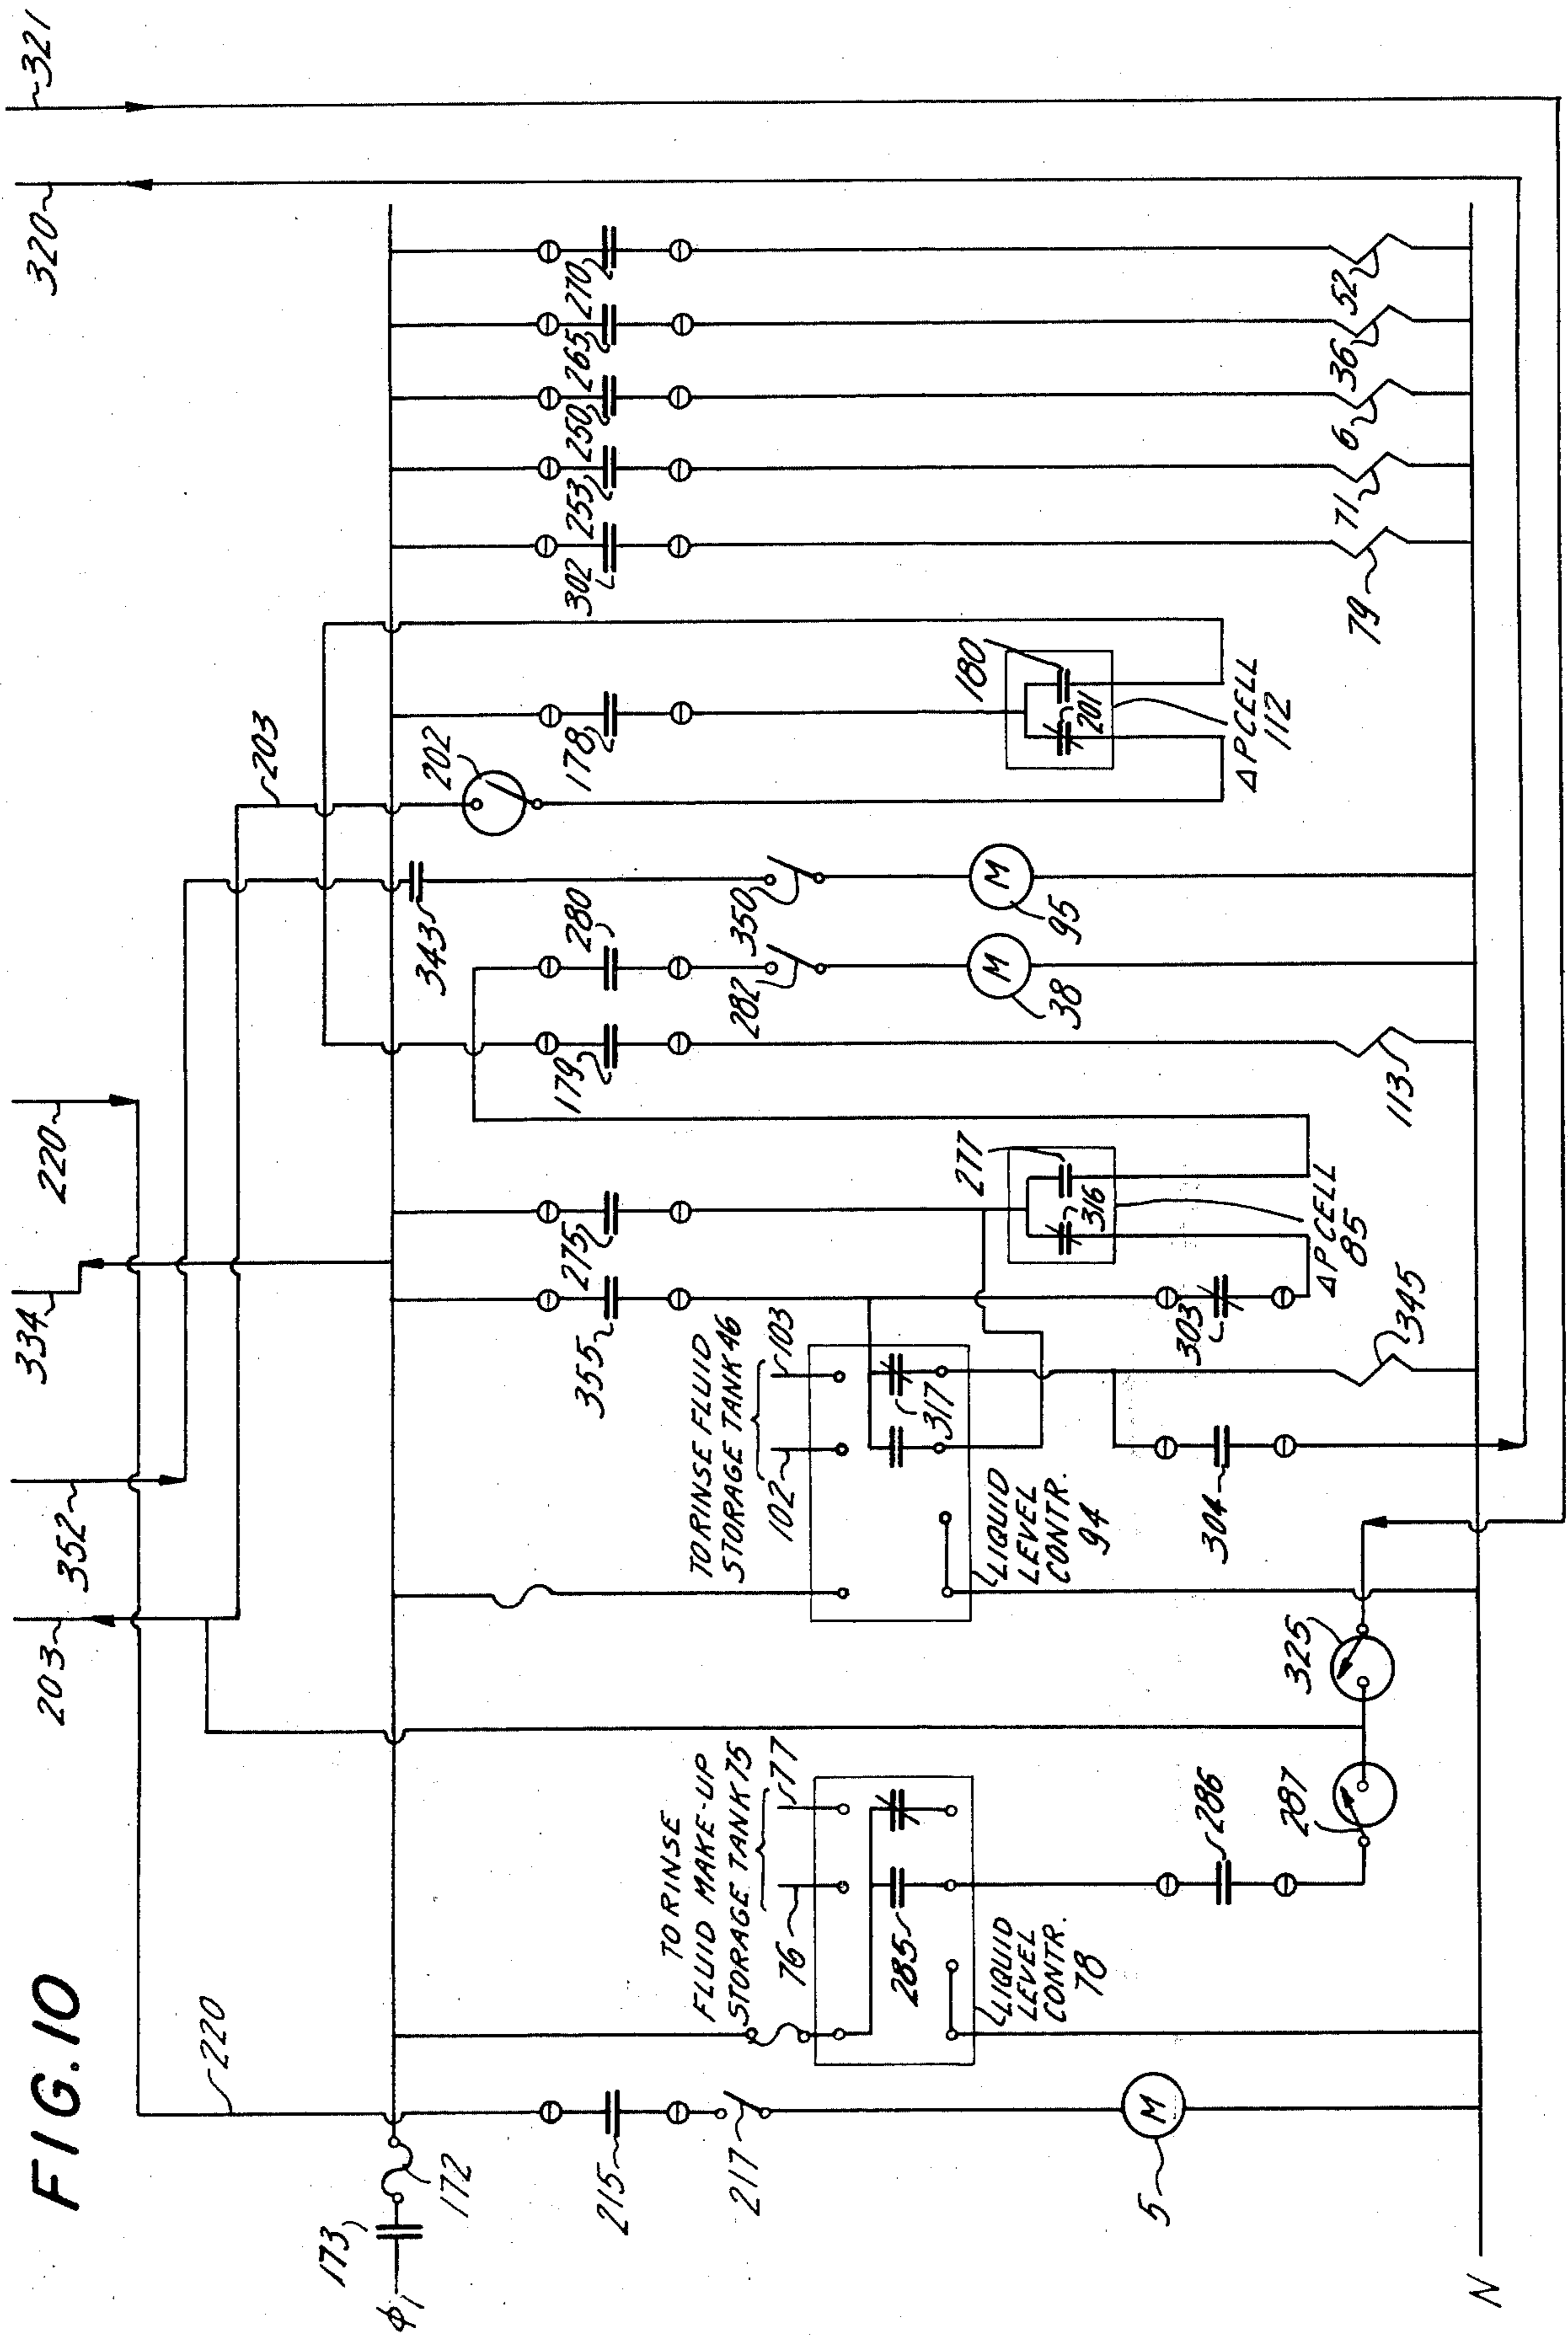 FIG.10
203
352
334
220
320
321
220
203
173
172
φ1
202
343
280
302
253
250
265
270
215
217
355
275
179
282
350
178
TO RINSE
FLUID MAKE-UP
STORAGE TANK 75
76
77
TO RINSE FLUID
STORAGE TANK 46
102
103
285
317
277
316
180
201
LIQUID
LEVEL
CONTR.
78
LIQUID
LEVEL
CONTR.
94
38
95
M
M
M
5
ΔP CELL
85
ΔP CELL
112
286
287
325
304
303
345
113
79
71
6
36
52
N